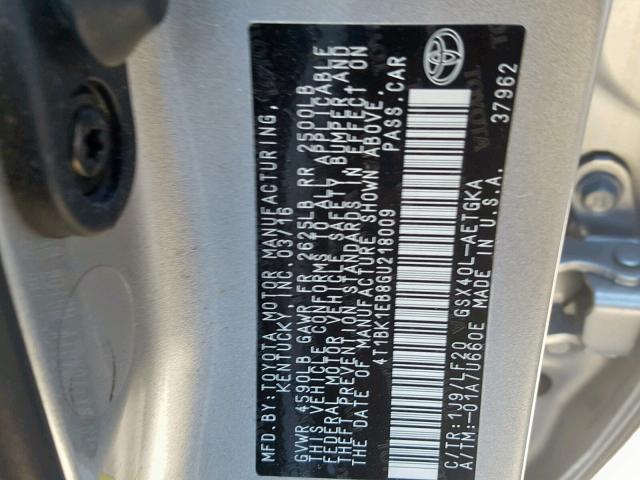 MFD.BY:TOYOTA MOTOR MANUFACTURING,
KENTUCKY, INC.03/16
GVWR 4590LB GAWR FR 2625LB RR 2500LB
THIS VEHICLE CONFORMS TO ALL APPLICABLE
FEDERAL MOTOR VEHICLE SAFETY, BUMPER, AND
THEFT PREVENTION STANDARDS IN EFFECT ON
THE DATE OF MANUFACTURE SHOWN ABOVE.
4T1BK1EB8GU218009 PASS.CAR
C/TR:1J9/LF20 GSX40L-AETGKA
A/TM:-01A/U660E MADE IN U.S.A.
37962
TOYOTA